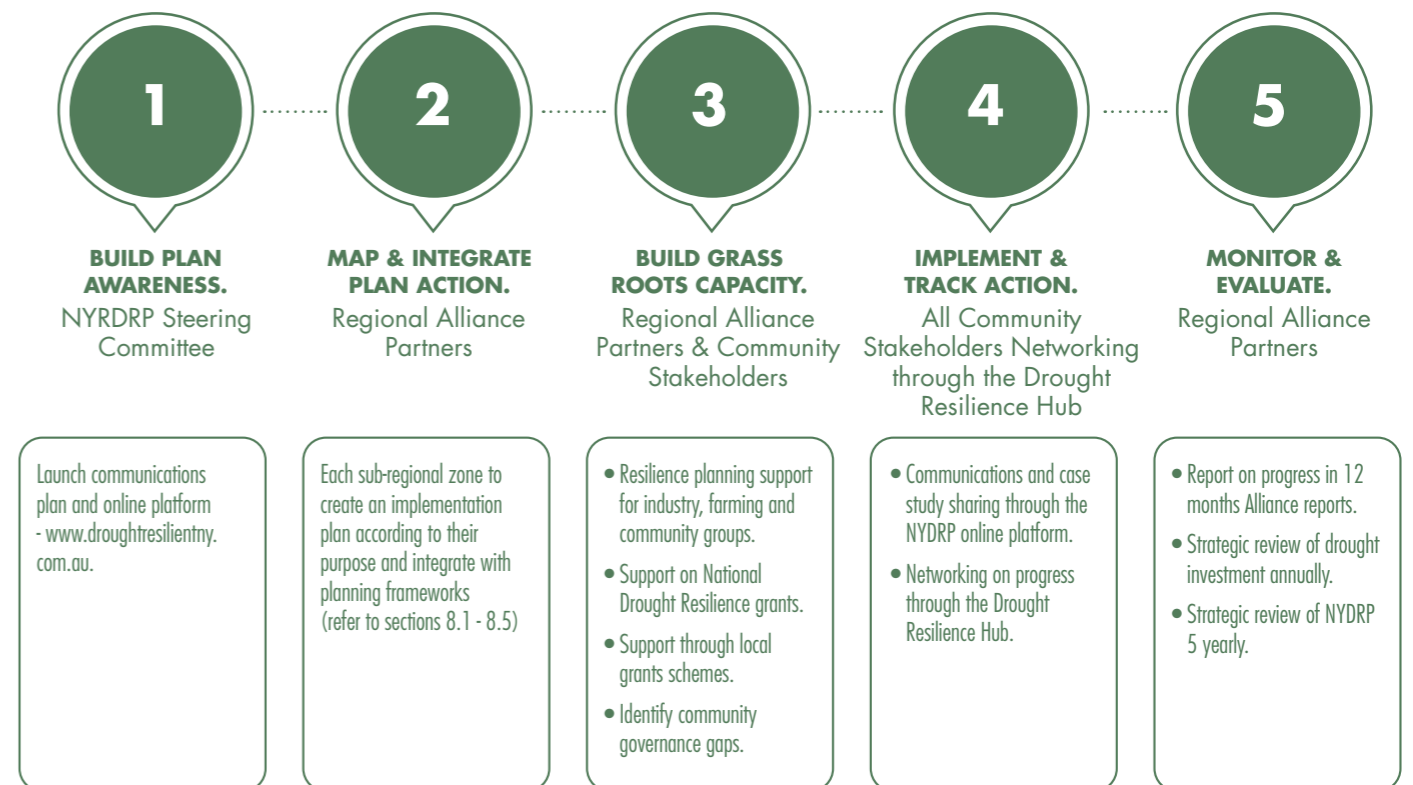 1
BUILD PLAN
AWARENESS.
NYRDRP Steering
Committee
Launch communications
plan and online platform
- www.droughtresilientny.
com.au.
2
MAP & INTEGRATE
PLAN ACTION.
Regional Alliance
Partners
Each sub-regional zone to
create an implementation
plan according to their
purpose and integrate with
planning frameworks
(refer to sections 8.1 - 8.5)
3
BUILD GRASS
ROOTS CAPACITY.
Regional Alliance
Partners & Community
Stakeholders
• Resilience planning support
for industry, farming and
community groups.
• Support on National
Drought Resilience grants.
• Support through local
grants schemes.
• Identify community
governance gaps.
4
IMPLEMENT &
TRACK ACTION.
All Community
Stakeholders Networking
through the Drought
Resilience Hub
• Communications and case
study sharing through the
NYDRP online platform.
• Networking on progress
through the Drought
Resilience Hub.
5
MONITOR &
EVALUATE.
Regional Alliance
Partners
• Report on progress in 12
months Alliance reports.
• Strategic review of drought
investment annually.
• Strategic review of NYDRP
5 yearly.